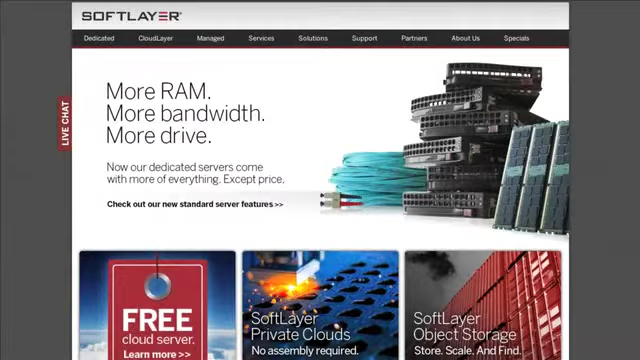 SOFTLAYER
Dedicated CloudLayer Managed Services Solutions Support Partners About Us Specials
LIVE CHAT
More RAM.
More bandwidth.
More drive.
Now our dedicated servers come
with more of everything. Except price.
Check out our new standard server features >>
FREE
cloud server.
Learn more >>
SoftLayer
Private Clouds
No assembly required.
SoftLayer
Object Storage
Store. Scale. And Find.